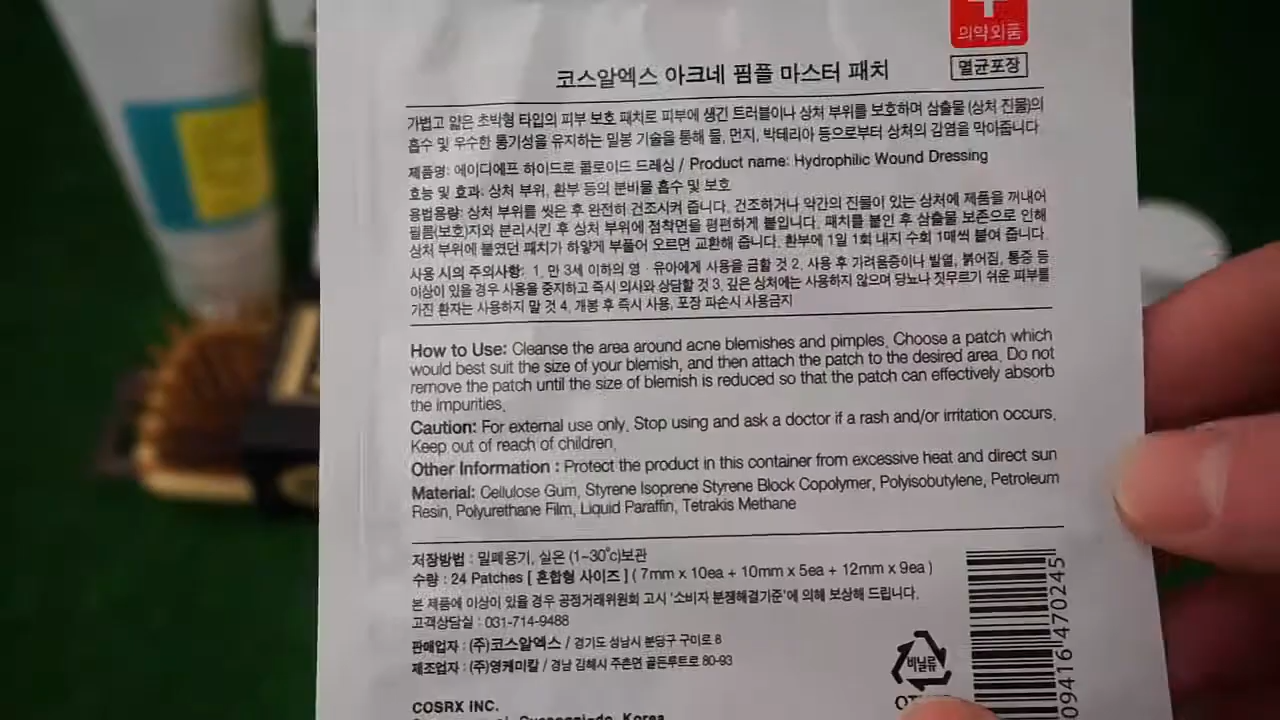 의약외품
코스알엑스 아크네 핌플 마스터 패치
멸균포장
가볍고 얇은 초박형 타입의 피부 보호 패치로 피부에 생긴 트러블이나 상처 부위를 보호하며 삼출물 (상처 진물)의
흡수 및 우수한 통기성을 유지하는 밀봉 기술을 통해 물, 먼지, 박테리아 등으로부터 상처의 감염을 막아줍니다
제품명: 에이디에프 하이드로 콜로이드 드레싱 / Product name: Hydrophilic Wound Dressing
효능 및 효과: 상처 부위, 환부 등의 분비물 흡수 및 보호
용법용량: 상처 부위를 씻은 후 완전히 건조시켜 줍니다. 건조하거나 약간의 진물이 있는 상처에 제품을 꺼내어
필름(보호)지와 분리시킨 후 상처 부위에 점착면을 평편하게 붙입니다. 패치를 붙인 후 삼출물 보존으로 인해
상처 부위에 붙였던 패치가 하얗게 부풀어 오르면 교환해 줍니다. 환부에 1일 1회 내지 수회 1매씩 붙여 줍니다.
사용 시의 주의사항: 1. 만 3세 이하의 영 · 유아에게 사용을 금할 것 2. 사용 후 가려움증이나 발열, 붉어짐, 통증 등
이상이 있을 경우 사용을 중지하고 즉시 의사와 상담할 것 3. 깊은 상처에는 사용하지 않으며 당뇨나 짓무르기 쉬운 피부를
가진 환자는 사용하지 말 것 4. 개봉 후 즉시 사용, 포장 파손시 사용금지
How to Use: Cleanse the area around acne blemishes and pimples. Choose a patch which
would best suit the size of your blemish, and then attach the patch to the desired area. Do not
remove the patch until the size of blemish is reduced so that the patch can effectively absorb
the impurities.
Caution: For external use only. Stop using and ask a doctor if a rash and/or irritation occurs.
Keep out of reach of children.
Other Information : Protect the product in this container from excessive heat and direct sun
Material: Cellulose Gum, Styrene Isoprene Styrene Block Copolymer, Polyisobutylene, Petroleum
Resin, Polyurethane Film, Liquid Paraffin, Tetrakis Methane
저장방법 : 밀폐용기, 실온 (1~30°c)보관
수량 : 24 Patches [ 혼합형 사이즈 ] ( 7mm x 10ea + 10mm x 5ea + 12mm x 9ea )
본 제품에 이상이 있을 경우 공정거래위원회 고시 '소비자 분쟁해결기준'에 의해 보상해 드립니다.
고객상담실 : 031-714-9488
판매업자 : (주)코스알엑스 / 경기도 성남시 분당구 구미로 8
제조업자 : (주)영케미칼 / 경남 김해시 주촌면 골든루트로 80-93
비닐류
09416 470245
COSRX INC.
Korea